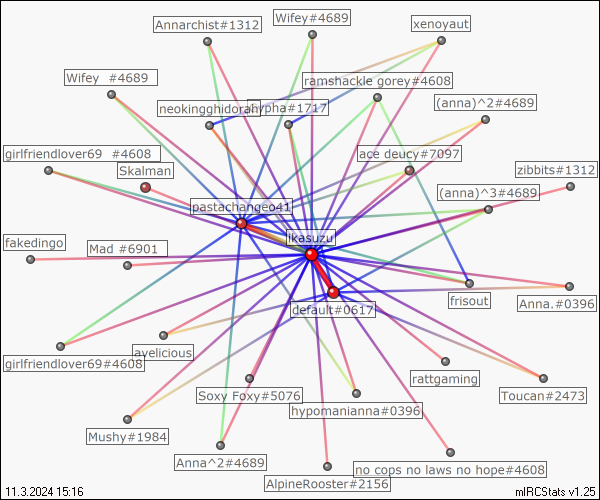 Wifey#4689
Annarchist#1312
xenoyaut
Wifey  #4689
ramshackle gorey#4608
neokingghidorah
hypha#1717
(anna)^2#4689
girlfriendlover69  #4608
ace deucy#7097
Skalman
zibbits#1312
(anna)^3#4689
pastachangeo41
ikasuzu
fakedingo
Mad #6901
frisout
Anna.#0396
default#0617
avelicious
girlfriendlover69#4608
rattgaming
Soxy Foxy#5076
Toucan#2473
hypomanianna#0396
Mushy#1984
Anna^2#4689
no cops no laws no hope#4608
AlpineRooster#2156
11.3.2024 15:16
mIRCStats v1.25